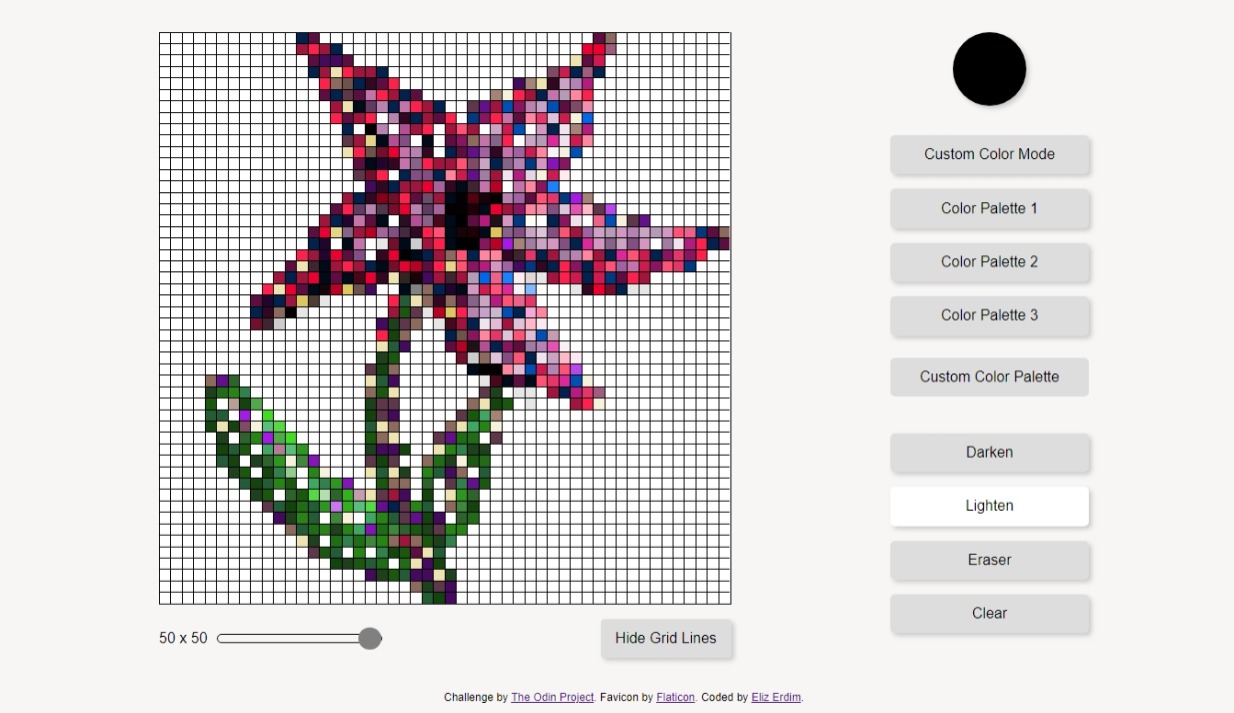 Custom Color Mode
Color Palette 1
Color Palette 2
Color Palette 3
Custom Color Palette
Darken
Lighten
Eraser
Clear
50 x 50
Hide Grid Lines
Challenge by The Odin Project. Favicon by Flaticon. Coded by Eliz Erdim.